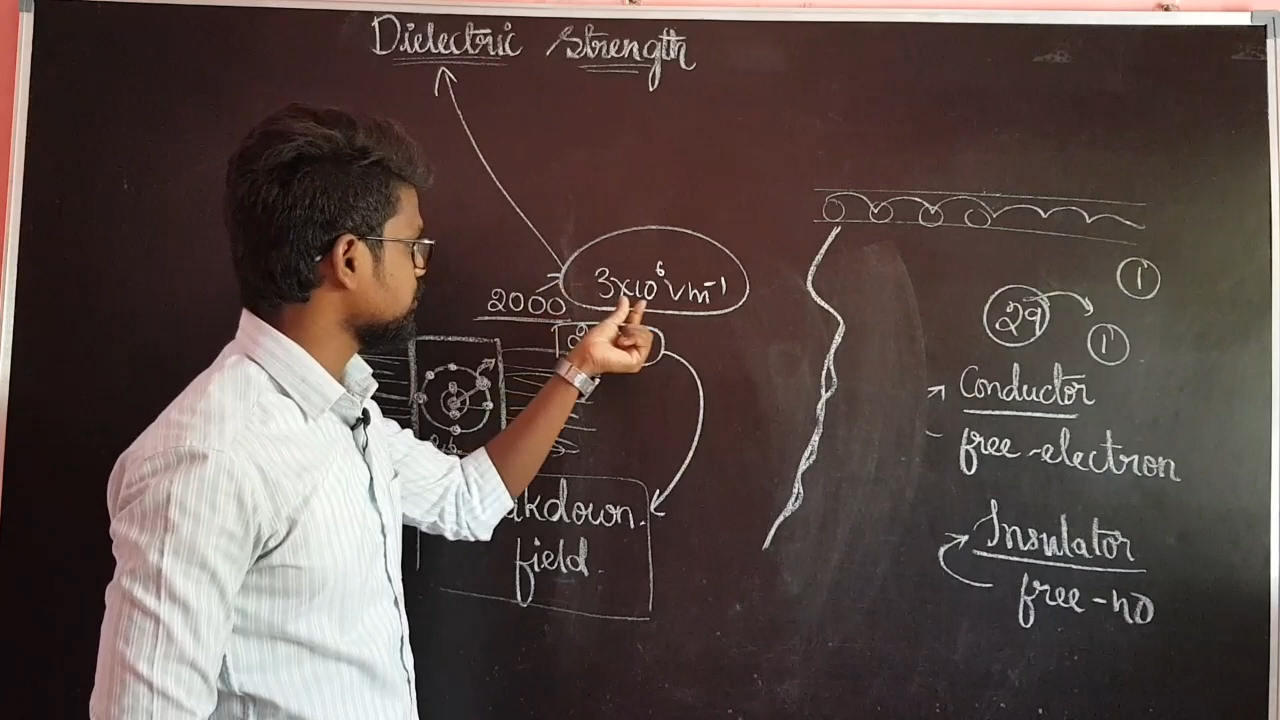 Dielectric Strength
3x10⁶ Vm⁻¹
2000
field.
1
29
1
Conductor
- free-electron
Insulator
free-no